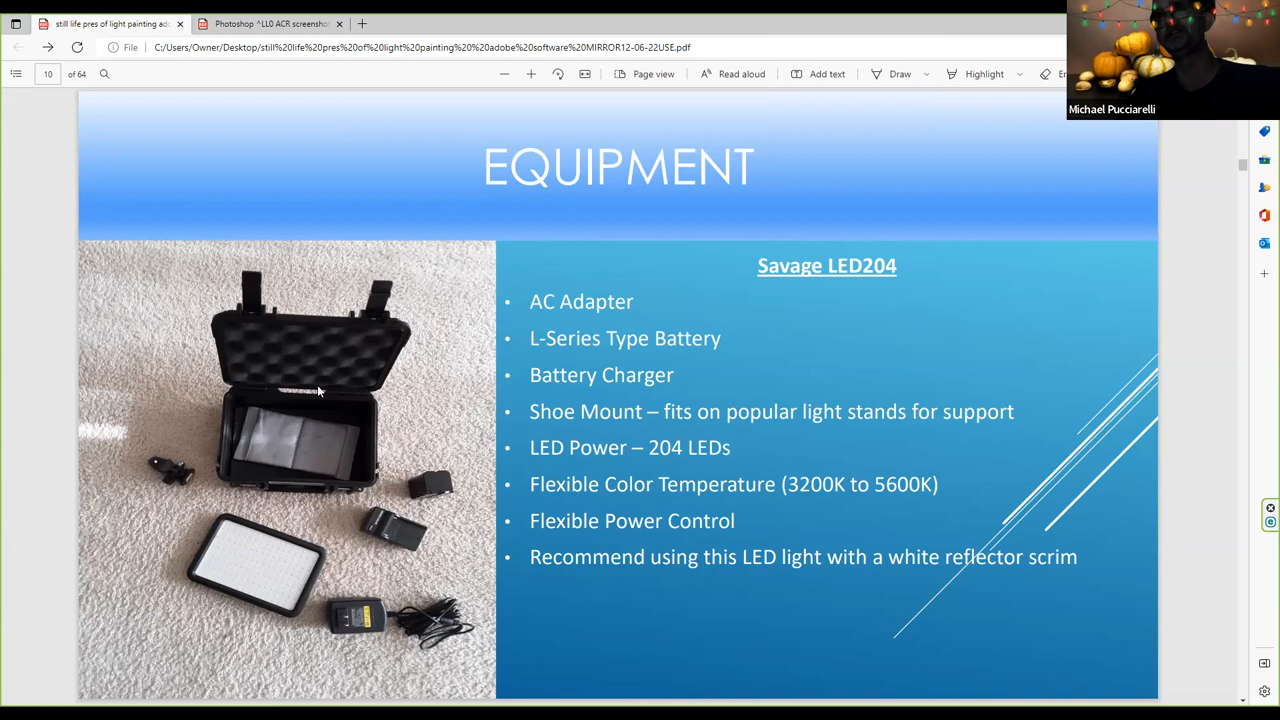 still life pres of light painting ado
Photoshop ^LL0 ACR screenshot
File
C:/Users/Owner/Desktop/still%20life%20pres%20of%20light%20painting%20%20adobe%20software%20MIRROR12-06-22USE.pdf
10 of 64
Page view
Read aloud
Add text
Draw
Highlight
Michael Pucciarelli
EQUIPMENT
Savage LED204
• AC Adapter
• L-Series Type Battery
• Battery Charger
• Shoe Mount – fits on popular light stands for support
• LED Power – 204 LEDs
• Flexible Color Temperature (3200K to 5600K)
• Flexible Power Control
• Recommend using this LED light with a white reflector scrim